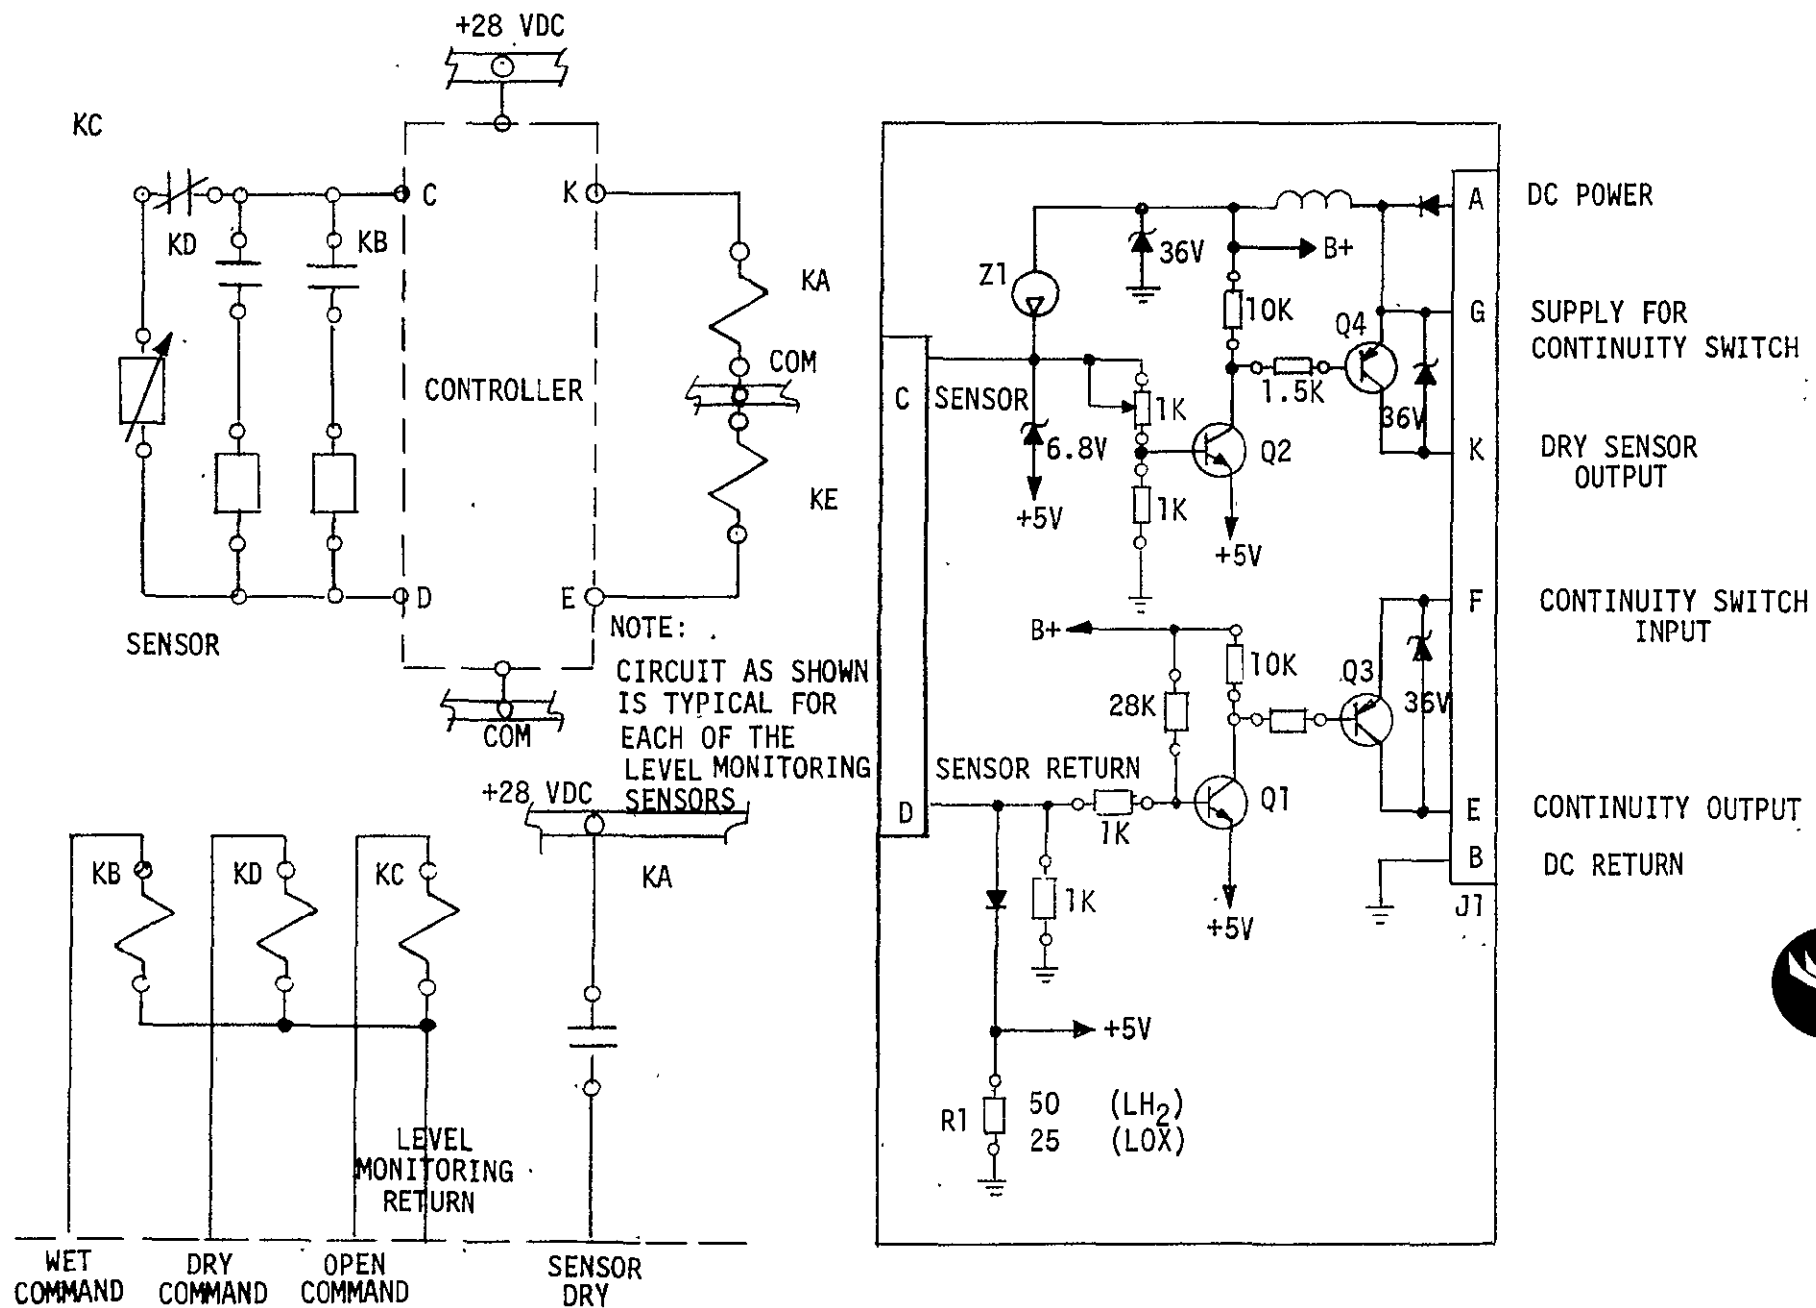 +28 VDC
KC
C
K
KD
KB
KA
COM
CONTROLLER
KE
D
E
SENSOR
NOTE:
CIRCUIT AS SHOWN
IS TYPICAL FOR
EACH OF THE
LEVEL MONITORING
SENSORS
COM
+28 VDC
KB
KD
KC
KA
LEVEL
MONITORING
RETURN
WET
COMMAND
DRY
COMMAND
OPEN
COMMAND
SENSOR
DRY
A
DC POWER
36V
B+
Z1
10K
Q4
G
SUPPLY FOR
CONTINUITY SWITCH
C
SENSOR
1K
1.5K
36V
6.8V
Q2
K
DRY SENSOR
OUTPUT
1K
+5V
+5V
F
CONTINUITY SWITCH
INPUT
B+
10K
Q3
28K
36V
SENSOR RETURN
D
1K
Q1
E
CONTINUITY OUTPUT
B
DC RETURN
1K
J1
+5V
+5V
R1
50 (LH2)
25 (LOX)